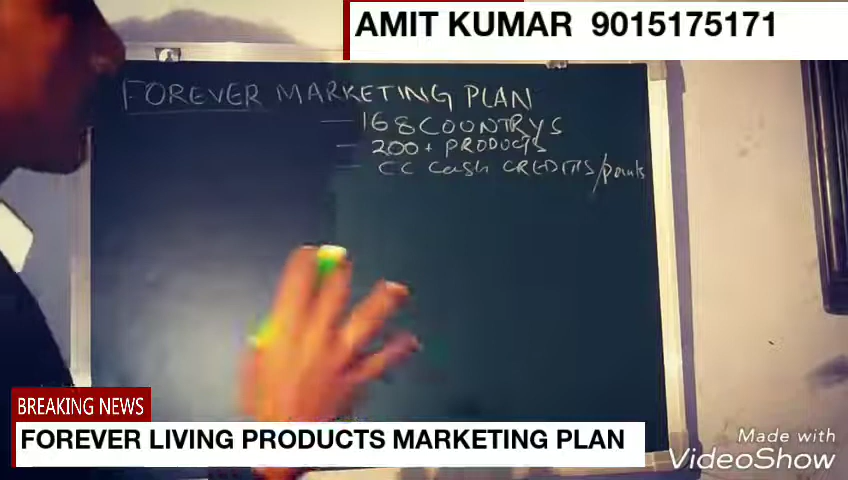 AMIT KUMAR 9015175171
FOREVER MARKETING PLAN
168 COUNTRYS
200+ PRODUCTS
CC Cash CREDITS/points
BREAKING NEWS
FOREVER LIVING PRODUCTS MARKETING PLAN
Made with
VideoShow